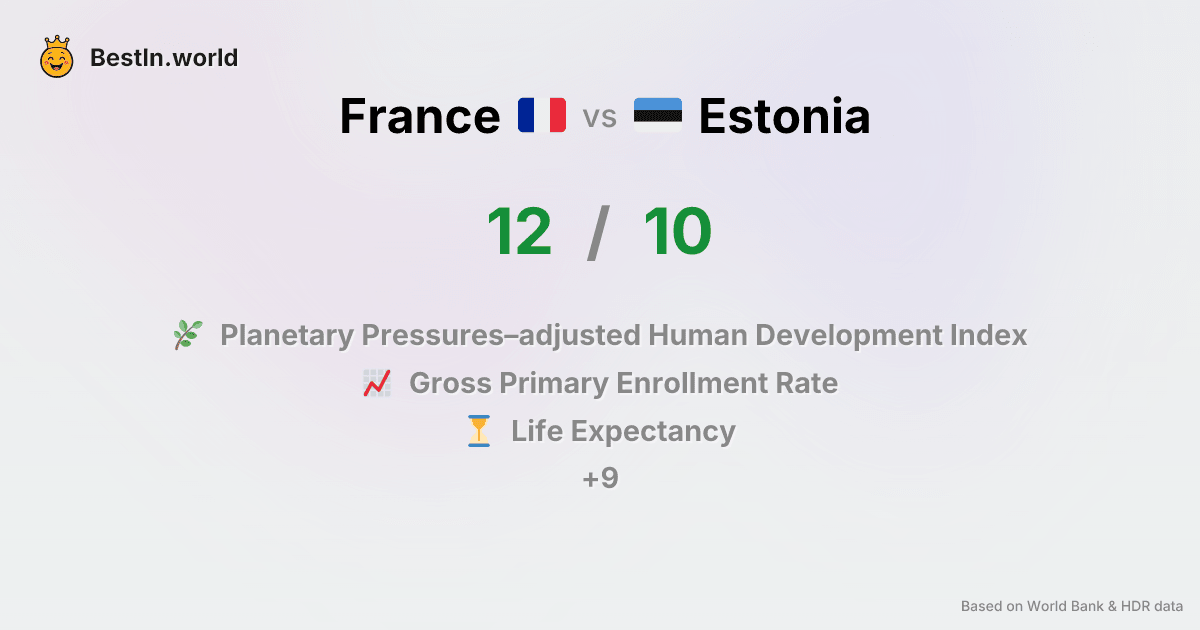 BestIn.world
France vs Estonia
12 / 10
Planetary Pressures–adjusted Human Development Index
Gross Primary Enrollment Rate
Life Expectancy
+9
Based on World Bank & HDR data